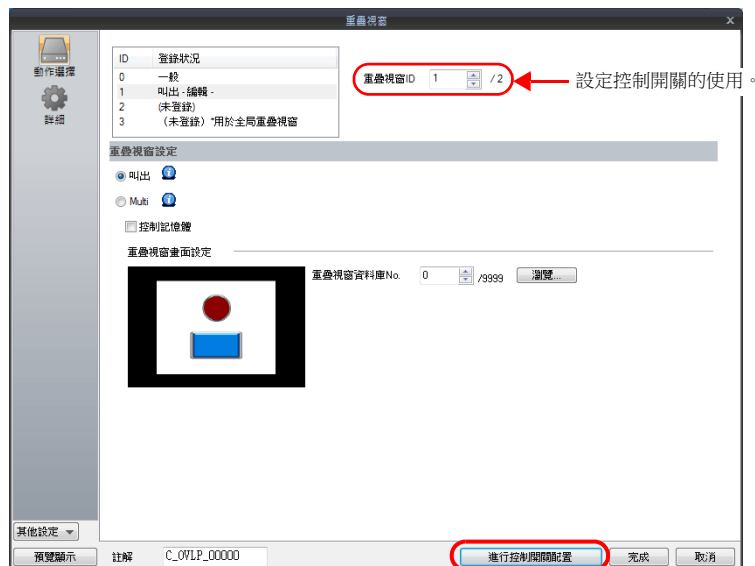 重疊視窗 x
動作選擇
詳細
ID 登錄狀況
0 一般
1 叫出 - 編輯 -
2 (未登錄)
3 （未登錄）*用於全局重疊視窗
重疊視窗ID 1 / 2
設定控制開關的使用。
重疊視窗設定
叫出
Multi
控制記憶體
重疊視窗畫面設定
重疊視窗資料庫No. 0 /9999 瀏覽...
其他設定
預覽顯示 註解 C_OVLP_00000 進行控制開關配置 完成 取消